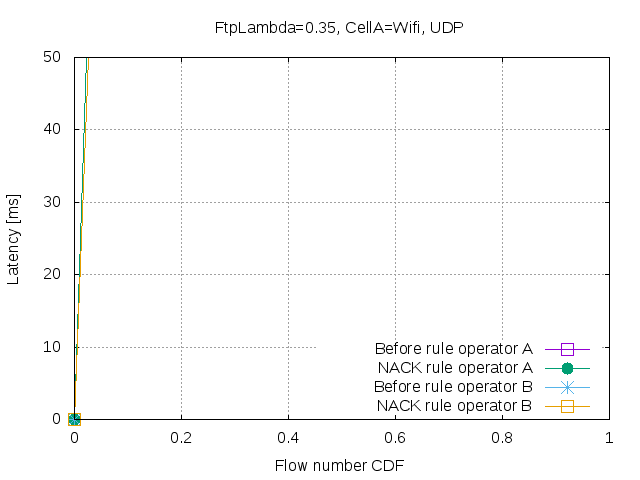 FtpLambda=0.35, CellA=Wifi, UDP
50
40
30
20
10
0
Latency [ms]
Before rule operator A
NACK rule operator A
Before rule operator B
NACK rule operator B
0 0.2 0.4 0.6 0.8 1
Flow number CDF